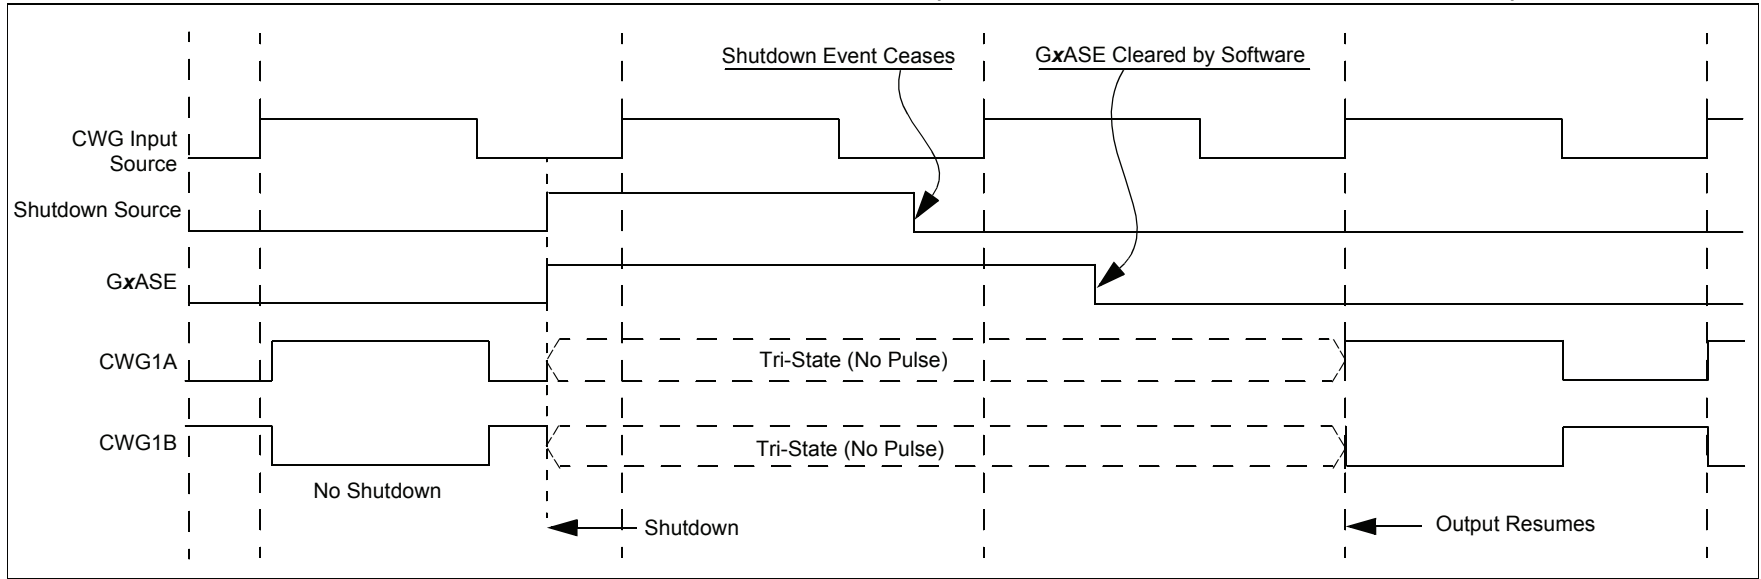 Shutdown Event Ceases
GxASE Cleared by Software
CWG Input
Source
Shutdown Source
GxASE
CWG1A
Tri-State (No Pulse)
CWG1B
Tri-State (No Pulse)
No Shutdown
Shutdown
Output Resumes